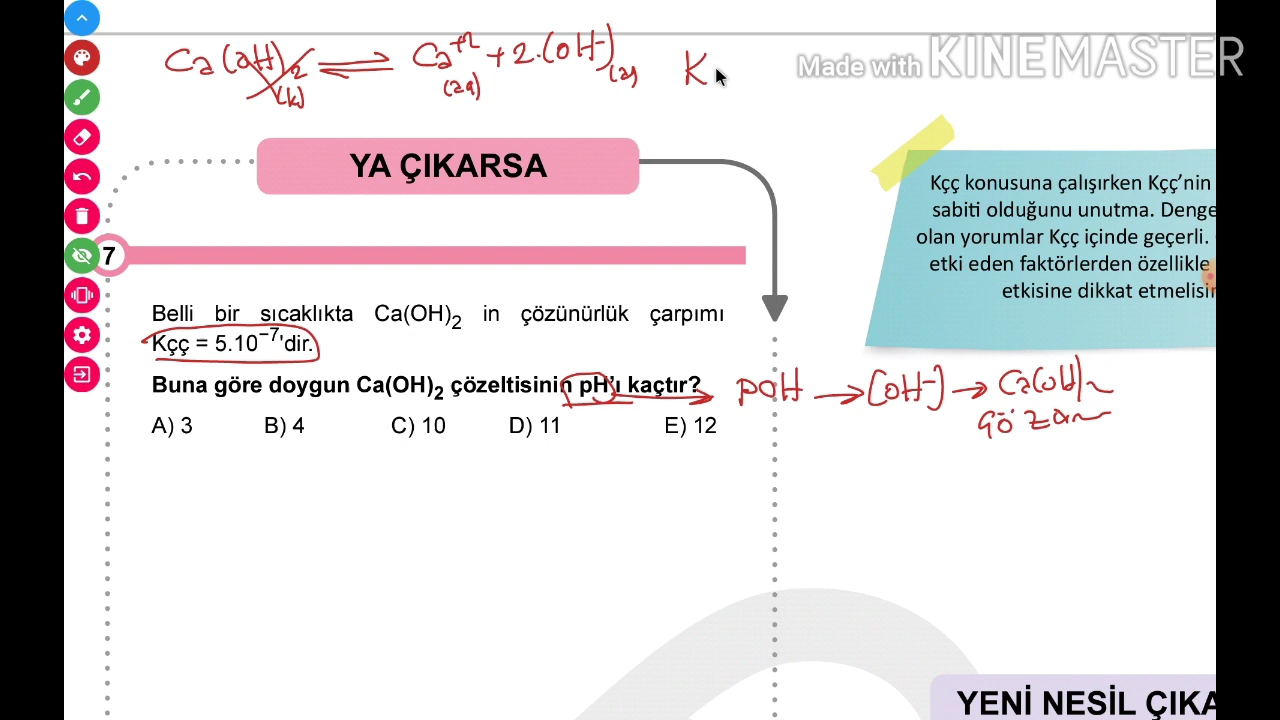 Ca(OH)2(k) ⇌ Ca+2(aq) + 2.(OH-)(aq) K
Made with KINEMASTER
YA ÇIKARSA
Kçç konusuna çalışırken Kçç'nin
sabiti olduğunu unutma. Denge
olan yorumlar Kçç içinde geçerli.
etki eden faktörlerden özellikle
etkisine dikkat etmelisin
7
Belli bir sıcaklıkta Ca(OH)2 in çözünürlük çarpımı
Kçç = 5.10−7'dir.
Buna göre doygun Ca(OH)2 çözeltisinin pH'ı kaçtır?
pOH → [OH-] → Ca(OH)2
çözün
A) 3 B) 4 C) 10 D) 11 E) 12
YENİ NESİL ÇIKA